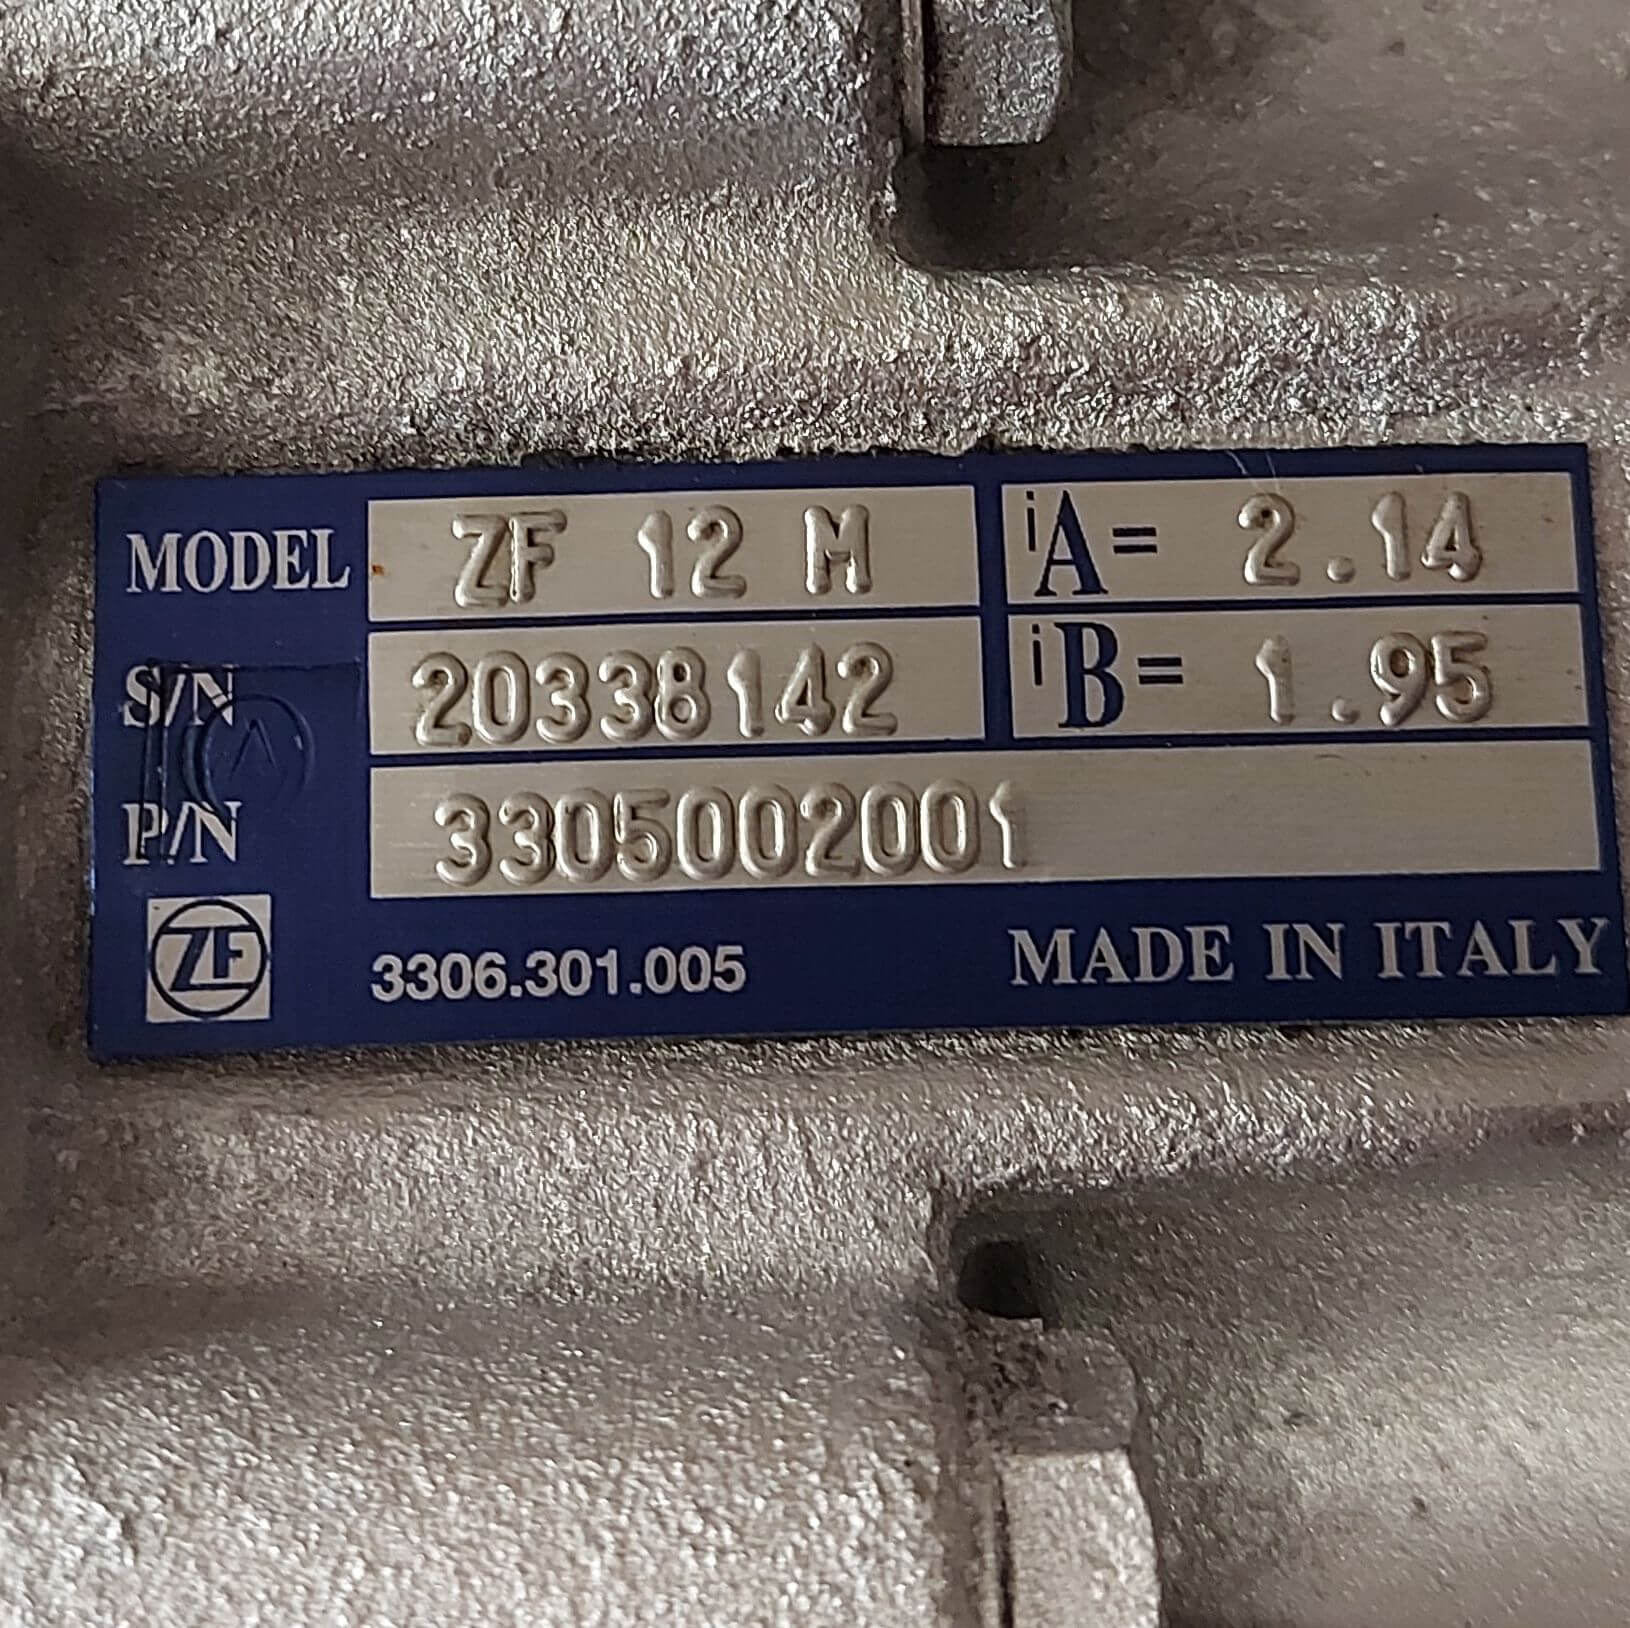 MODEL ZF 12 M iA= 2.14
S/N 20338142 iB= 1.95
P/N 3305002001
ZF 3306.301.005 MADE IN ITALY